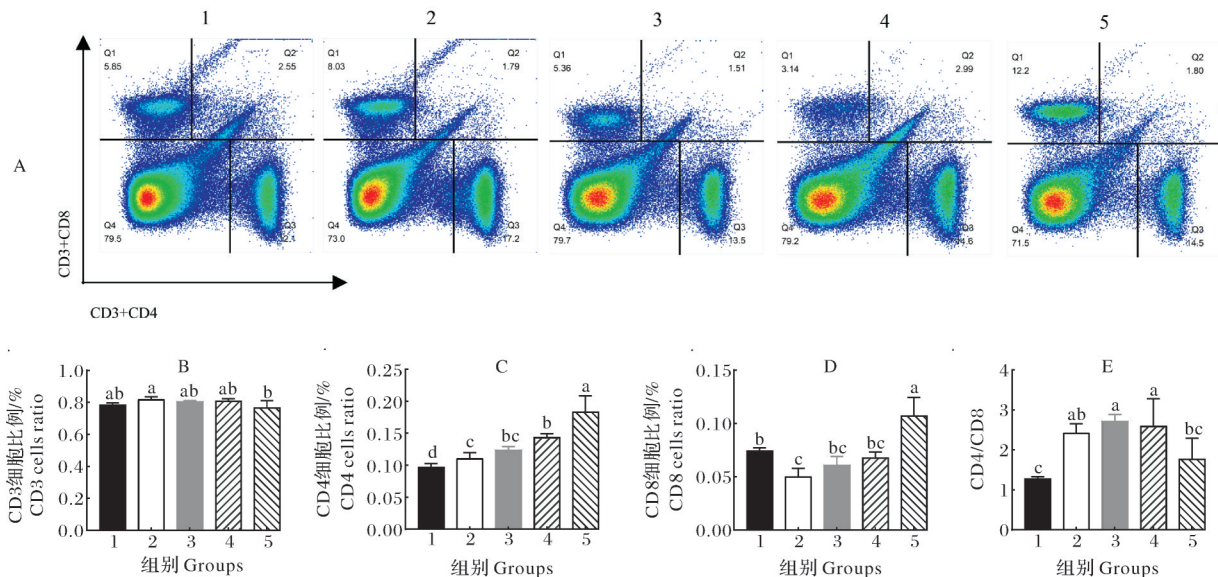 1 2 3 4 5
A
Q1 Q2
5.85 2.55
Q4 Q3
79.5
Q1 Q2
8.03 1.79
Q4 Q3
73.0 17.2
Q1 Q2
5.36 1.51
Q4 Q3
79.7 13.5
Q1 Q2
3.14 2.99
Q4 Q3
79.2
Q1 Q2
12.2 1.80
Q4 Q3
71.5 14.5
CD3+CD8
CD3+CD4
B
CD3细胞比例/%
CD3 cells ratio
1.0
0.8
0.6
0.4
0.2
0.0
ab a ab ab b
1 2 3 4 5
组别 Groups
C
CD4细胞比例/%
CD4 cells ratio
0.25
0.20
0.15
0.10
0.05
0.00
d c bc b a
1 2 3 4 5
组别 Groups
D
CD8细胞比例/%
CD8 cells ratio
0.15
0.10
0.05
0.00
b c bc bc a
1 2 3 4 5
组别 Groups
E
CD4/CD8
4
3
2
1
0
c ab a a bc
1 2 3 4 5
组别 Groups